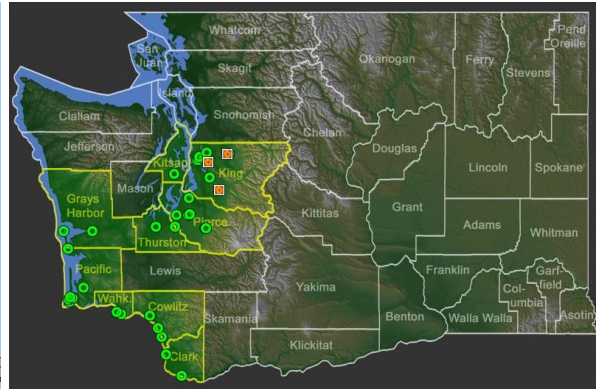 Whatcom
San
Juan
Skagit
Island
Snohomish
Clallam
Jefferson
Kitsap
King
Mason
Grays
Harbor
Pierce
Thurston
Pacific
Lewis
Wahk.
Cowlitz
Skamania
Clark
Okanogan
Ferry
Pend
Oreille
Stevens
Chelan
Douglas
Lincoln
Spokane
Kittitas
Grant
Adams
Whitman
Yakima
Franklin
Garf-
field
Col-
umbia
Benton
Walla Walla
Asotin
Klickitat